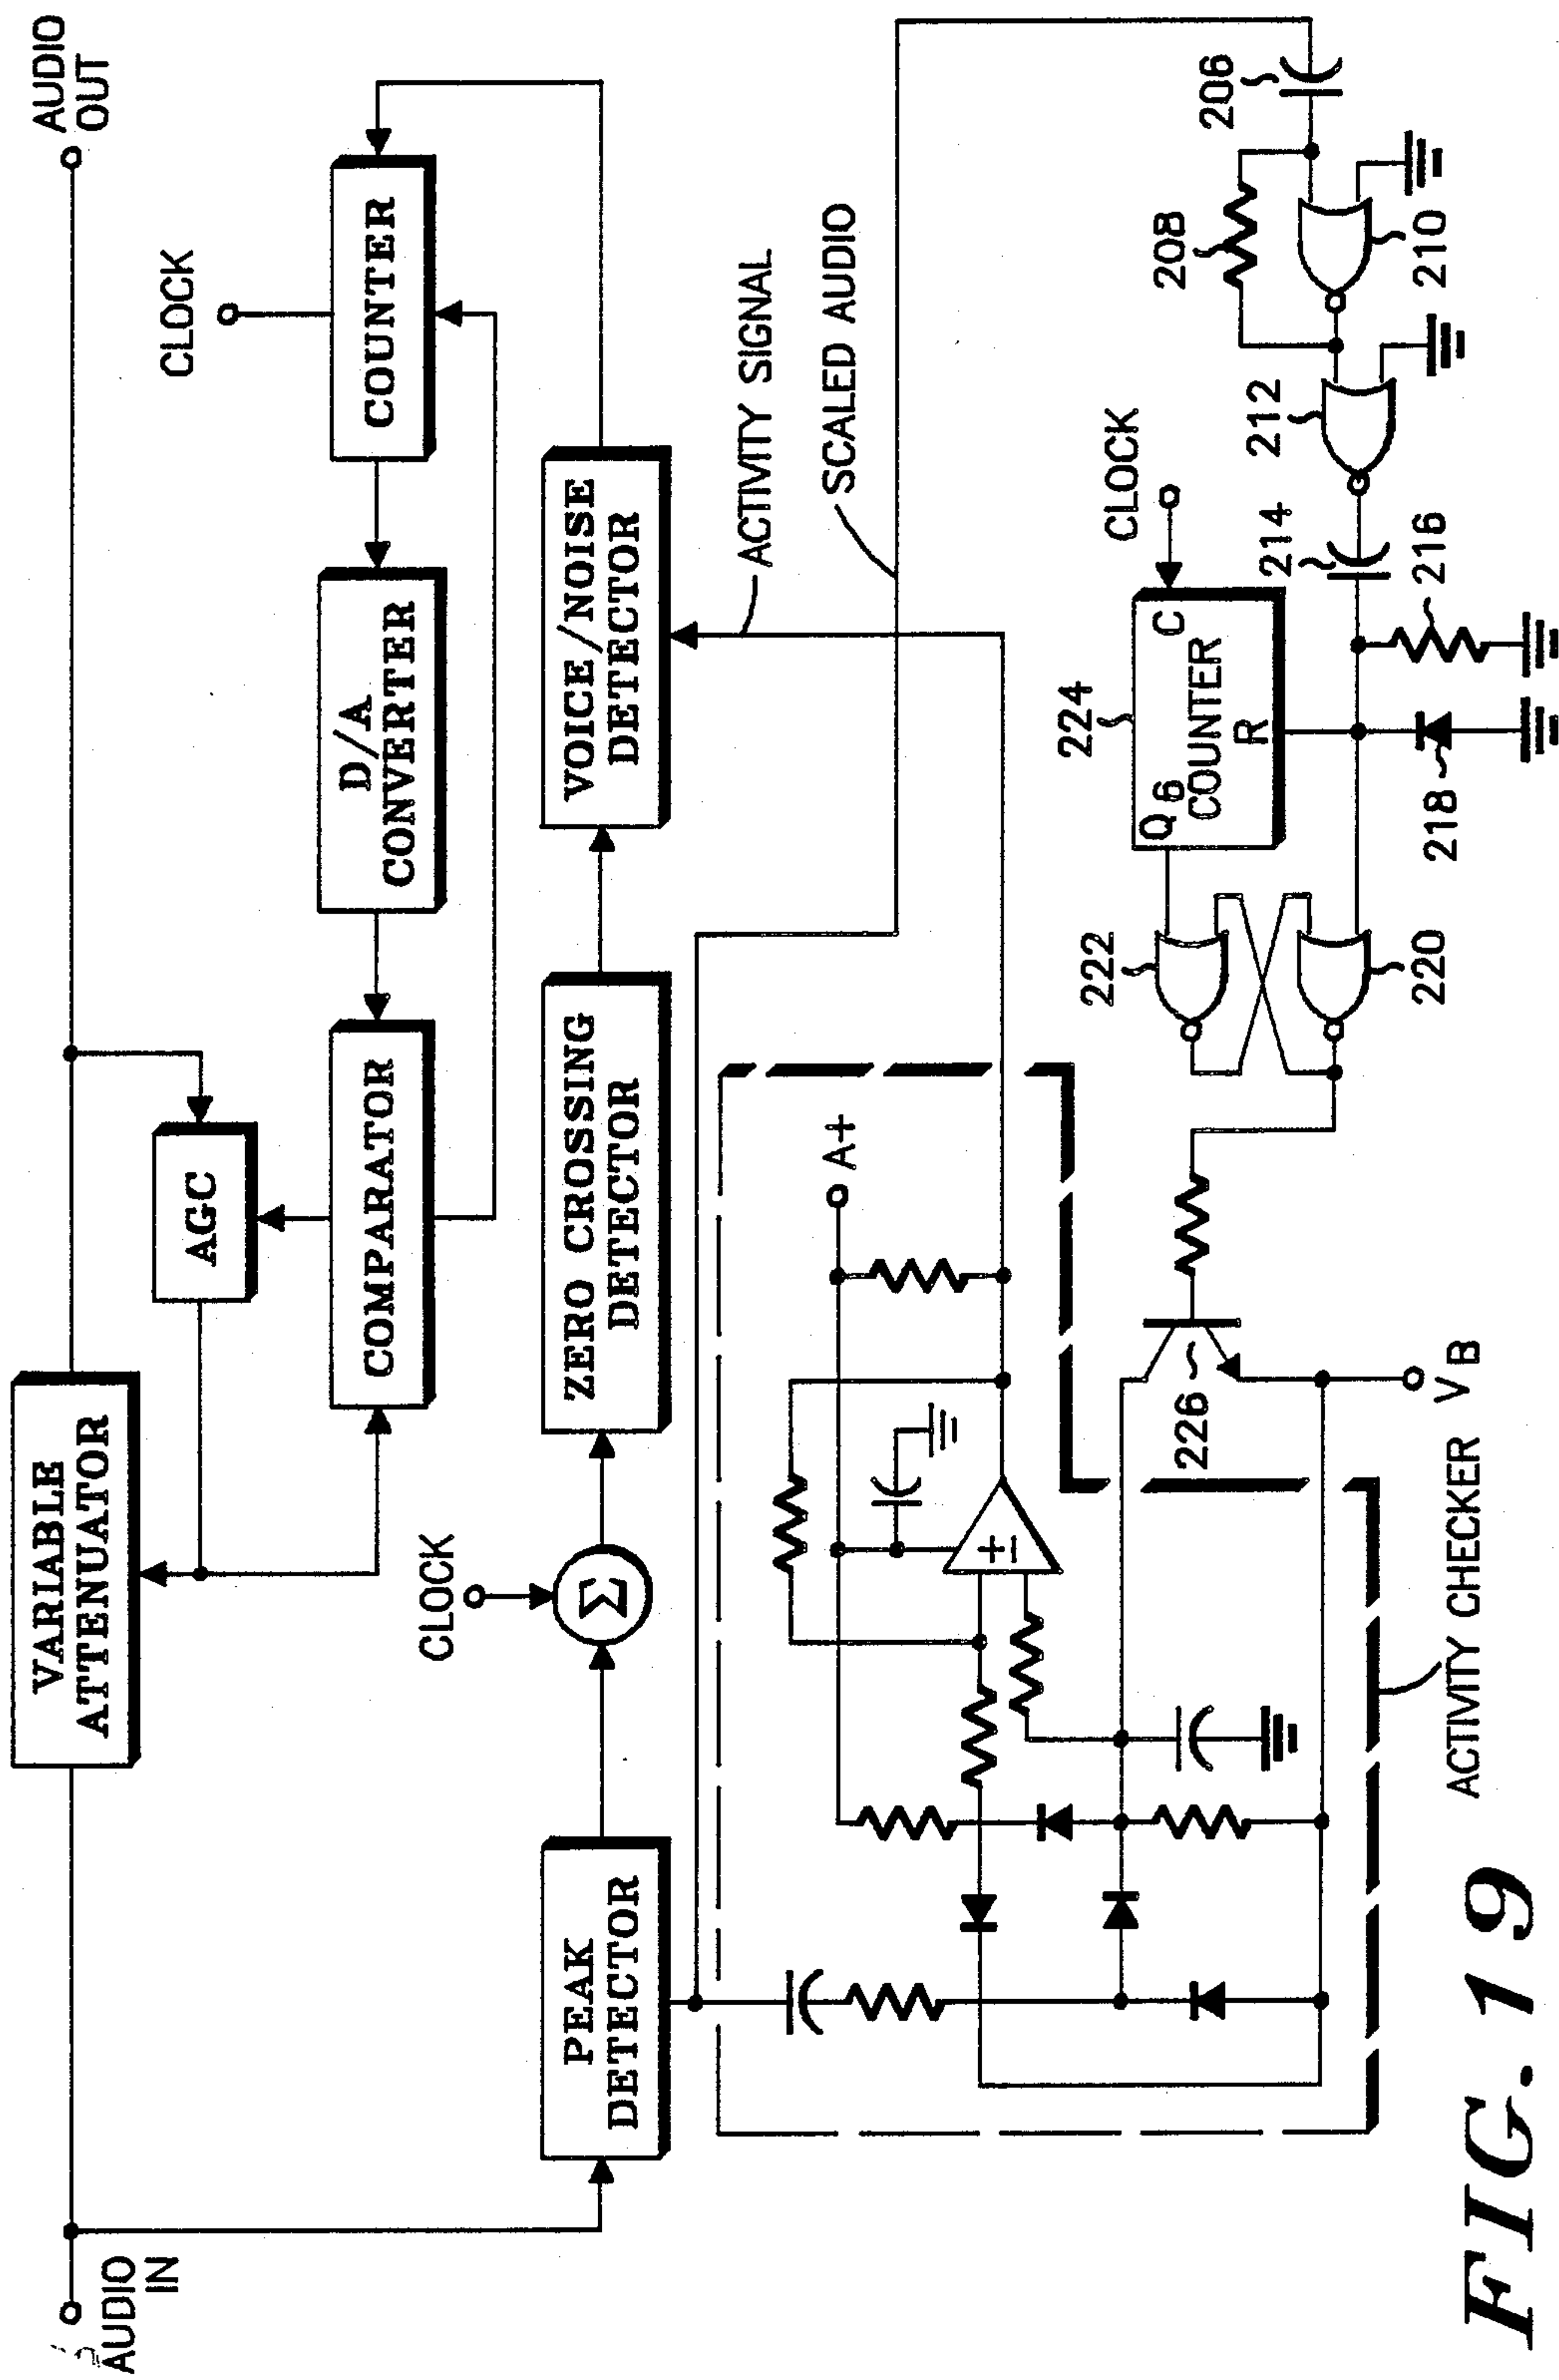 AUDIO
IN
VARIABLE
ATTENUATOR
AGC
AUDIO
OUT
COMPARATOR
D/A
CONVERTER
COUNTER
CLOCK
CLOCK
PEAK
DETECTOR
Σ
ZERO CROSSING
DETECTOR
VOICE/NOISE
DETECTOR
ACTIVITY SIGNAL
SCALED AUDIO
A+
+
−
224
Q6
C
COUNTER
R
CLOCK
222
220
212
208
206
214
210
216
218
226
VB
ACTIVITY CHECKER
FIG. 19